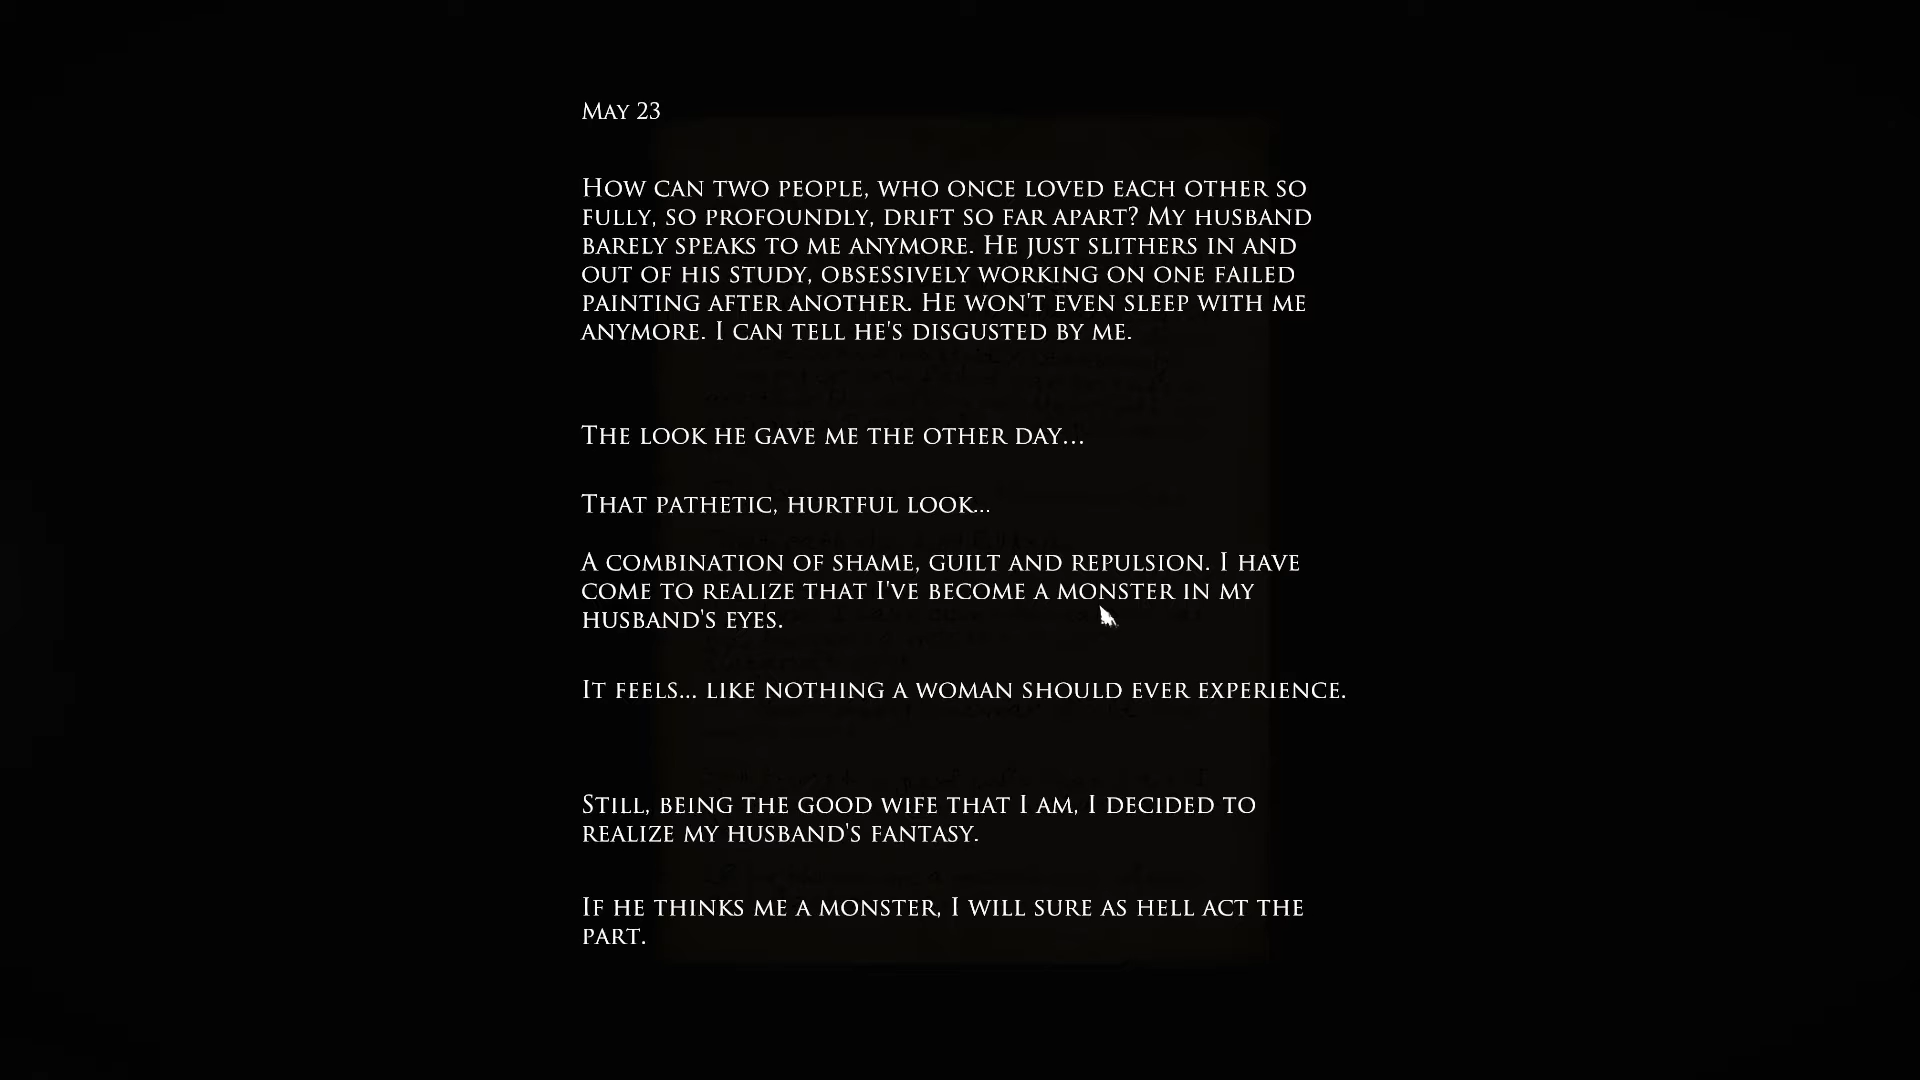 May 23
How can two people, who once loved each other so
fully, so profoundly, drift so far apart? My husband
barely speaks to me anymore. He just slithers in and
out of his study, obsessively working on one failed
painting after another. He won't even sleep with me
anymore. I can tell he's disgusted by me.
The look he gave me the other day...
That pathetic, hurtful look...
A combination of shame, guilt and repulsion. I have
come to realize that I've become a monster in my
husband's eyes.
It feels... like nothing a woman should ever experience.
Still, being the good wife that I am, I decided to
realize my husband's fantasy.
If he thinks me a monster, I will sure as hell act the
part.